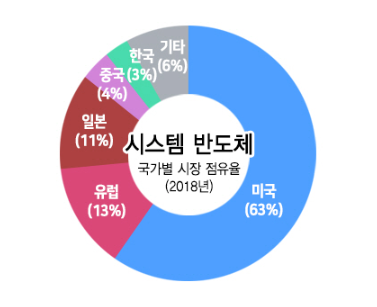 시스템 반도체
국가별 시장 점유율
(2018년)
미국
(63%)
유럽
(13%)
일본
(11%)
중국
(4%)
한국
(3%)
기타
(6%)